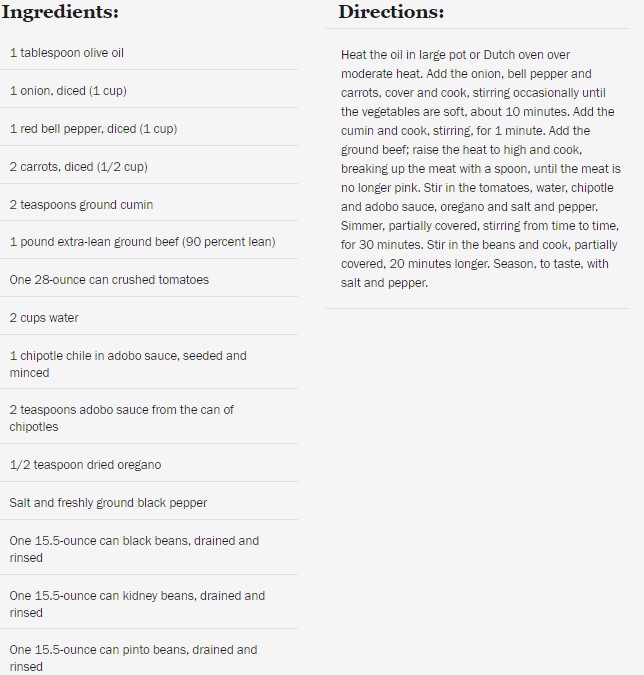 Ingredients:
1 tablespoon olive oil
1 onion, diced (1 cup)
1 red bell pepper, diced (1 cup)
2 carrots, diced (1/2 cup)
2 teaspoons ground cumin
1 pound extra-lean ground beef (90 percent lean)
One 28-ounce can crushed tomatoes
2 cups water
1 chipotle chile in adobo sauce, seeded and
minced
2 teaspoons adobo sauce from the can of
chipotles
1/2 teaspoon dried oregano
Salt and freshly ground black pepper
One 15.5-ounce can black beans, drained and
rinsed
One 15.5-ounce can kidney beans, drained and
rinsed
One 15.5-ounce can pinto beans, drained and
rinsed
Directions:
Heat the oil in large pot or Dutch oven over
moderate heat. Add the onion, bell pepper and
carrots, cover and cook, stirring occasionally until
the vegetables are soft, about 10 minutes. Add the
cumin and cook, stirring, for 1 minute. Add the
ground beef; raise the heat to high and cook,
breaking up the meat with a spoon, until the meat is
no longer pink. Stir in the tomatoes, water, chipotle
and adobo sauce, oregano and salt and pepper.
Simmer, partially covered, stirring from time to time,
for 30 minutes. Stir in the beans and cook, partially
covered, 20 minutes longer. Season, to taste, with
salt and pepper.